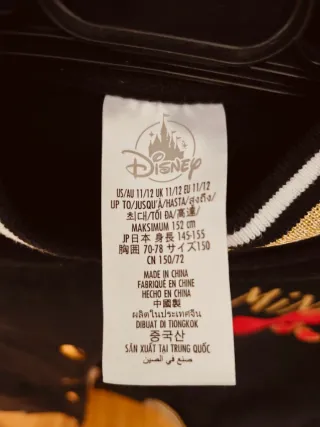 Disney
US/AU 11/12 UK 11/12 EU 11/12
UP TO/JUSQU'À/HASTA/สูงถึง/
최대/TỐI ĐA/高達/
MAKSIMUM 152 cm
JP日本 身長 145-155
胸囲 70-78 サイズ150
CN 150/72
MADE IN CHINA
FABRIQUÉ EN CHINE
HECHO EN CHINA
中國製
ผลิตในประเทศจีน
DIBUAT DI TIONGKOK
중국산
SẢN XUẤT TẠI TRUNG QUỐC
صنع في الصين